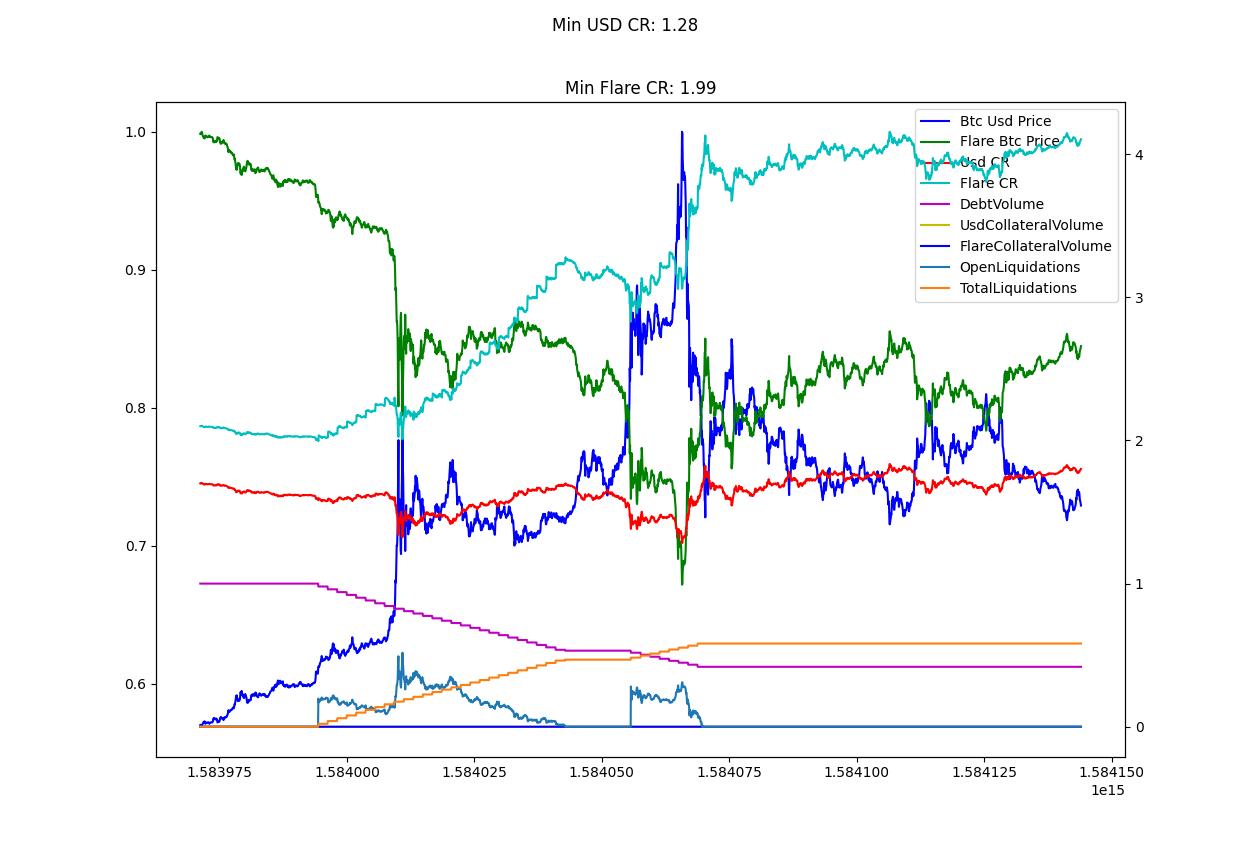 Min USD CR: 1.28
Min Flare CR: 1.99
Btc Usd Price
Flare Btc Price
Usd CR
Flare CR
DebtVolume
UsdCollateralVolume
FlareCollateralVolume
OpenLiquidations
TotalLiquidations
1.0
0.9
0.8
0.7
0.6
4
3
2
1
0
1.583975 1.584000 1.584025 1.584050 1.584075 1.584100 1.584125 1.584150
1e15